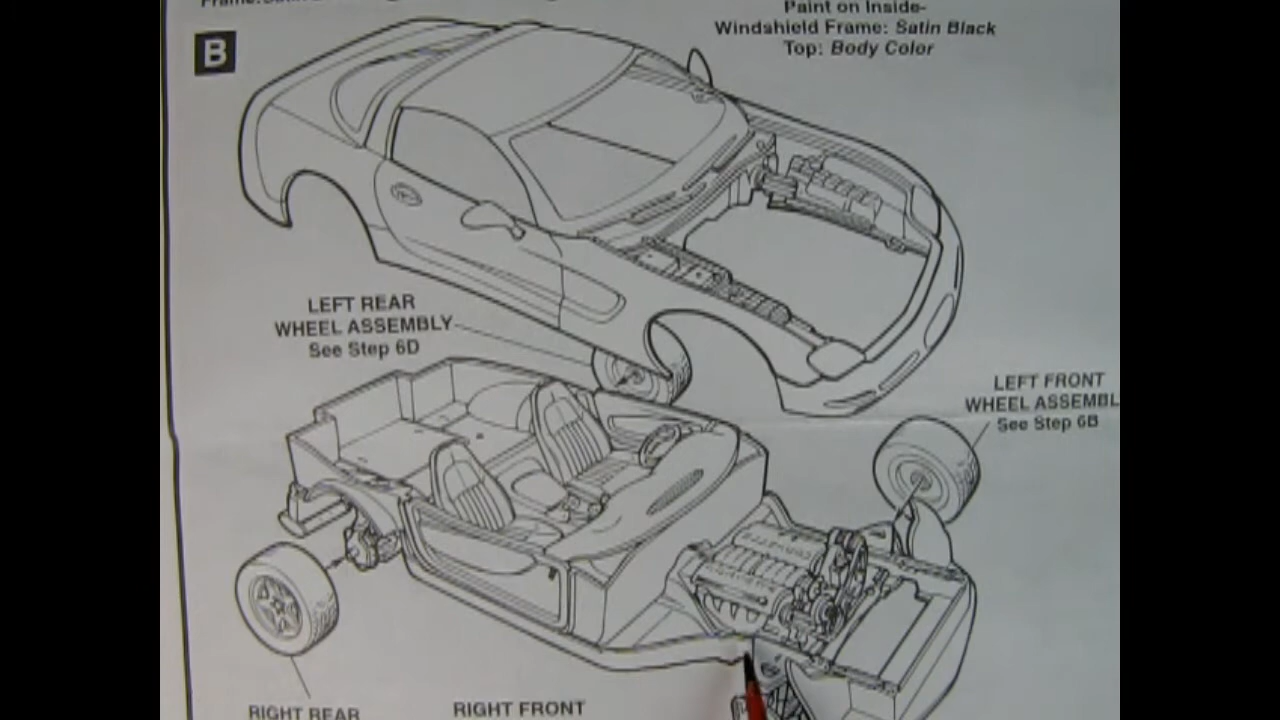 Paint on Inside-
Windshield Frame: Satin Black
Top: Body Color
B
LEFT REAR
WHEEL ASSEMBLY
See Step 6D
LEFT FRONT
WHEEL ASSEMBL
See Step 6B
RIGHT REAR
RIGHT FRONT